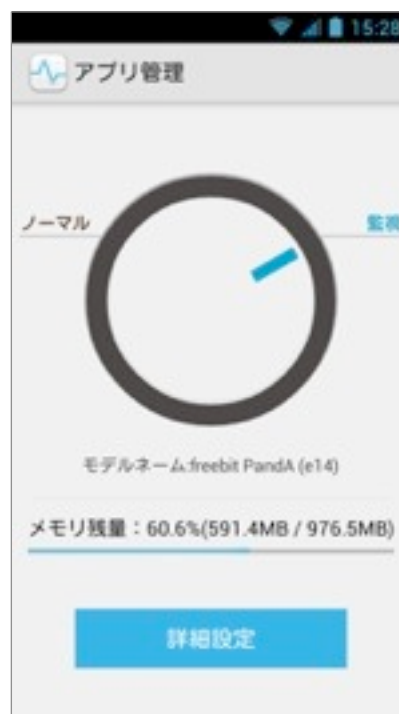 15:28
アプリ管理
ノーマル
監視
モデルネーム:freebit PandA (e14)
メモリ残量：60.6%(591.4MB / 976.5MB)
詳細設定